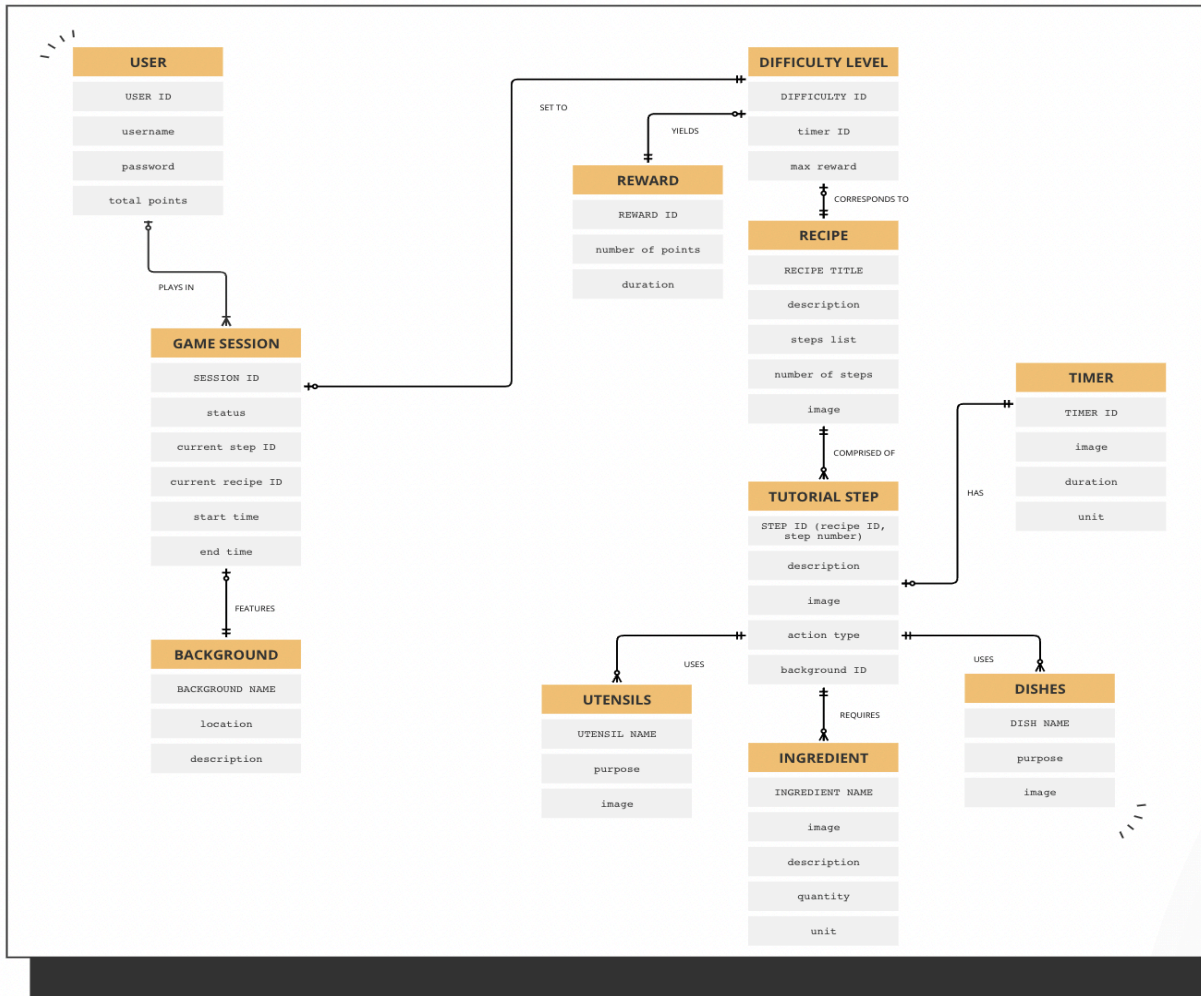 USER
USER ID
username
password
total points
PLAYS IN
GAME SESSION
SESSION ID
status
current step ID
current recipe ID
start time
end time
FEATURES
BACKGROUND
BACKGROUND NAME
location
description
SET TO
YIELDS
REWARD
REWARD ID
number of points
duration
DIFFICULTY LEVEL
DIFFICULTY ID
timer ID
max reward
CORRESPONDS TO
RECIPE
RECIPE TITLE
description
steps list
number of steps
image
COMPRISED OF
TUTORIAL STEP
STEP ID (recipe ID,
step number)
description
image
action type
background ID
HAS
TIMER
TIMER ID
image
duration
unit
USES
UTENSILS
UTENSIL NAME
purpose
image
REQUIRES
INGREDIENT
INGREDIENT NAME
image
description
quantity
unit
USES
DISHES
DISH NAME
purpose
image